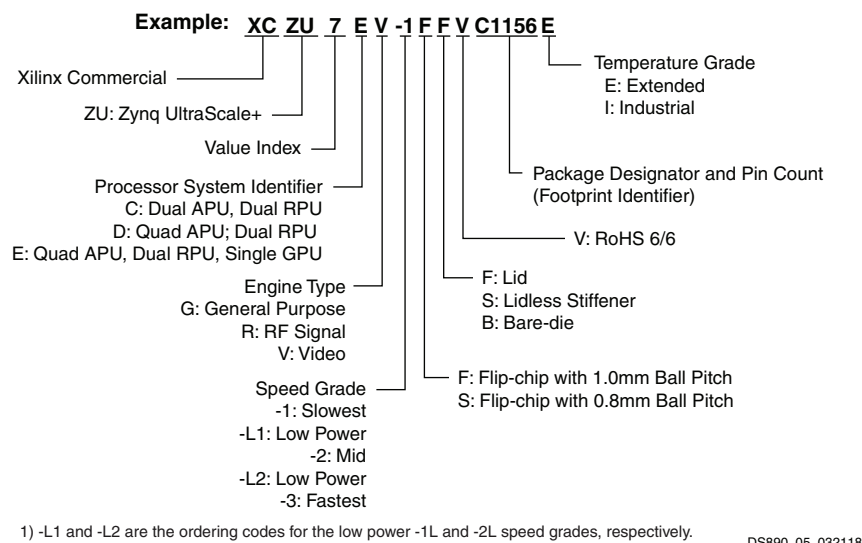 Example: XC ZU 7 E V -1 F F V C1156 E
Xilinx Commercial
ZU: Zynq UltraScale+
Value Index
Processor System Identifier
C: Dual APU, Dual RPU
D: Quad APU; Dual RPU
E: Quad APU, Dual RPU, Single GPU
Engine Type
G: General Purpose
R: RF Signal
V: Video
Speed Grade
-1: Slowest
-L1: Low Power
-2: Mid
-L2: Low Power
-3: Fastest
Temperature Grade
E: Extended
I: Industrial
Package Designator and Pin Count
(Footprint Identifier)
V: RoHS 6/6
F: Lid
S: Lidless Stiffener
B: Bare-die
F: Flip-chip with 1.0mm Ball Pitch
S: Flip-chip with 0.8mm Ball Pitch
1) -L1 and -L2 are the ordering codes for the low power -1L and -2L speed grades, respectively.
DS890_05_032118